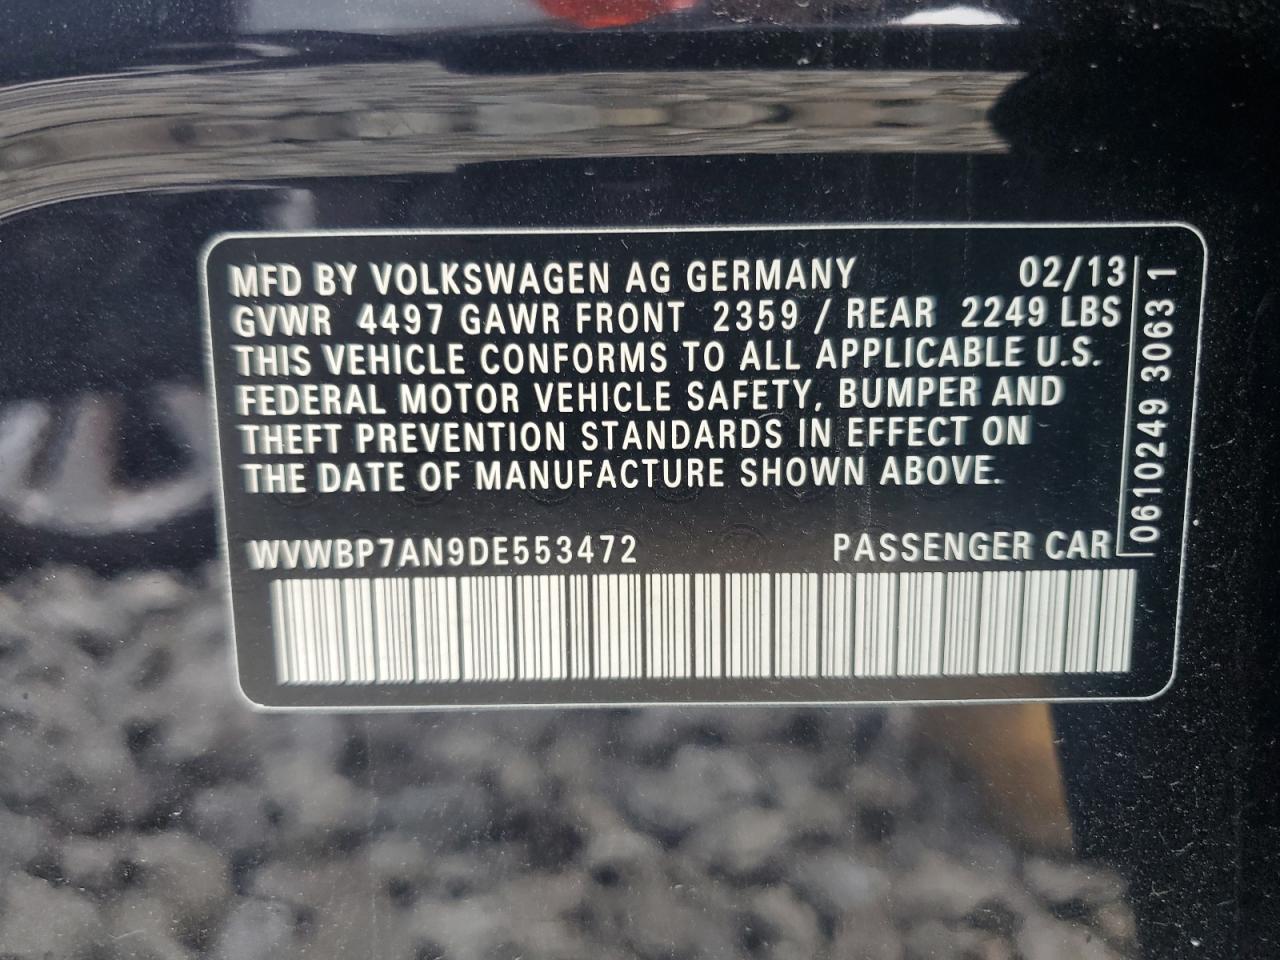 MFD BY VOLKSWAGEN AG GERMANY 02/13
GVWR 4497 GAWR FRONT 2359 / REAR 2249 LBS
THIS VEHICLE CONFORMS TO ALL APPLICABLE U.S.
FEDERAL MOTOR VEHICLE SAFETY, BUMPER AND
THEFT PREVENTION STANDARDS IN EFFECT ON
THE DATE OF MANUFACTURE SHOWN ABOVE.
WVWBP7AN9DE553472 PASSENGER CAR
0610249 3063 1